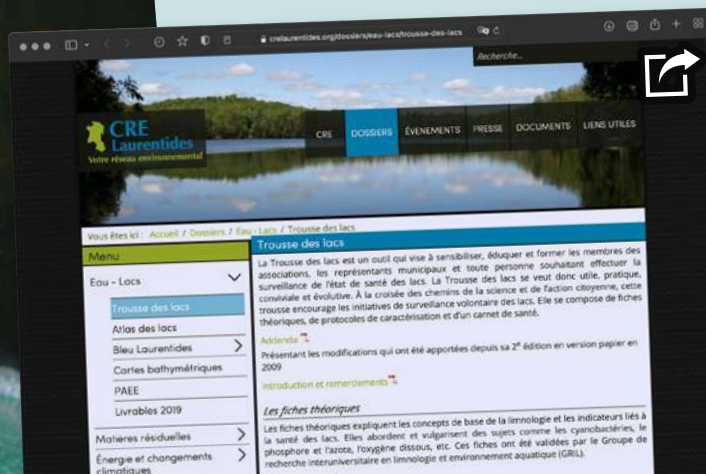 crelaurentides.org/dossiers/eau-lacs/trousse-des-lacs
Recherche...
CRE
Laurentides
Votre réseau environnemental
CRE DOSSIERS ÉVENEMENTS PRESSE DOCUMENTS LIENS UTILES
Vous êtes ici : Accueil / Dossiers / Eau - Lacs / Trousse des lacs
Menu
Eau - Lacs
Trousse des lacs
Atlas des lacs
Bleu Laurentides
Cartes bathymétriques
PAEE
Livrables 2019
Matières résiduelles
Énergie et changements
climatiques
Trousse des lacs
La Trousse des lacs est un outil qui vise à sensibiliser, éduquer et former les membres des
associations, les représentants municipaux et toute personne souhaitant effectuer la
surveillance de l'état de santé des lacs. La Trousse des lacs se veut donc utile, pratique,
conviviale et évolutive. À la croisée des chemins de la science et de l'action citoyenne, cette
trousse encourage les initiatives de surveillance volontaire des lacs. Elle se compose de fiches
théoriques, de protocoles de caractérisation et d'un carnet de santé.
Addenda
Présentant les modifications qui ont été apportées depuis sa 2e édition en version papier en
2009
Introduction et remerciements
Les fiches théoriques
Les fiches théoriques expliquent les concepts de base de la limnologie et les indicateurs liés à
la santé des lacs. Elles abordent et vulgarisent des sujets comme les cyanobactéries, le
phosphore et l'azote, l'oxygène dissous, etc. Ces fiches ont été validées par le Groupe de
recherche interuniversitaire en limnologie et environnement aquatique (GRIL).